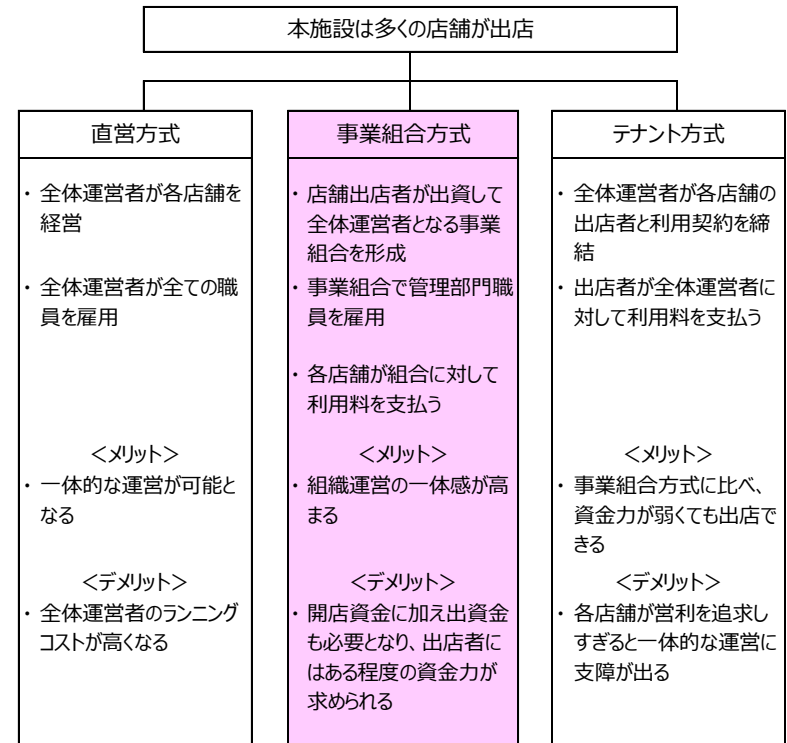 本施設は多くの店舗が出店
直営方式
・ 全体運営者が各店舗を
経営
・ 全体運営者が全ての職
員を雇用
＜メリット＞
・ 一体的な運営が可能と
なる
＜デメリット＞
・ 全体運営者のランニング
コストが高くなる
事業組合方式
・ 店舗出店者が出資して
全体運営者となる事業
組合を形成
・ 事業組合で管理部門職
員を雇用
・ 各店舗が組合に対して
利用料を支払う
＜メリット＞
・ 組織運営の一体感が高
まる
＜デメリット＞
・ 開店資金に加え出資金
も必要となり、出店者に
はある程度の資金力が
求められる
テナント方式
・ 全体運営者が各店舗の
出店者と利用契約を締
結
・ 出店者が全体運営者に
対して利用料を支払う
＜メリット＞
・ 事業組合方式に比べ、
資金力が弱くても出店で
きる
＜デメリット＞
・ 各店舗が営利を追求し
すぎると一体的な運営に
支障が出る